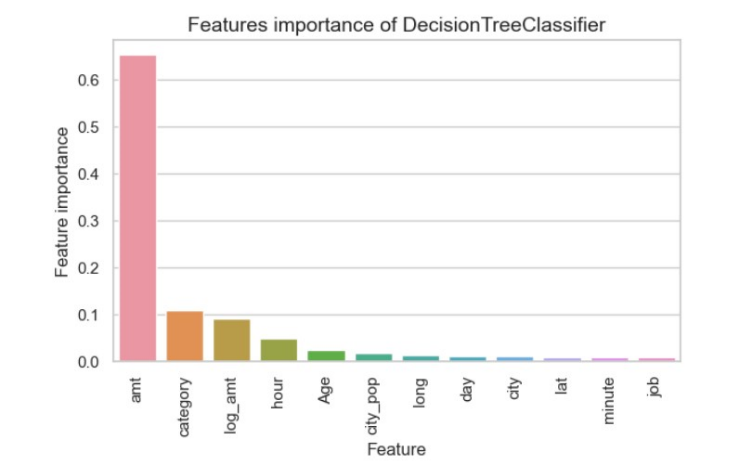 Features importance of DecisionTreeClassifier
Feature importance
0.6
0.5
0.4
0.3
0.2
0.1
0.0
amt
category
log_amt
hour
Age
city_pop
long
day
city
lat
minute
job
Feature